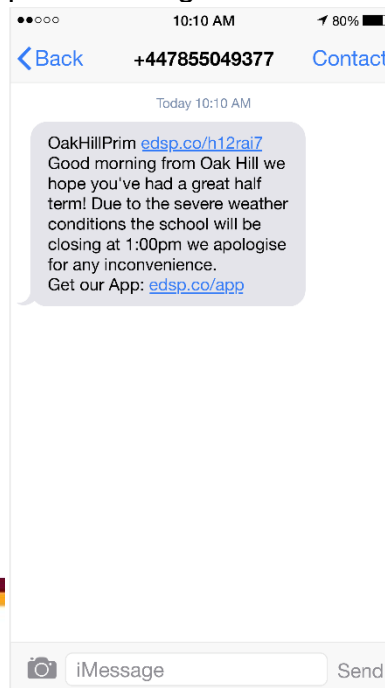 10:10 AM
80%
Back
+447855049377
Contact
Today 10:10 AM
OakHillPrim edsp.co/h12rai7
Good morning from Oak Hill we
hope you've had a great half
term! Due to the severe weather
conditions the school will be
closing at 1:00pm we apologise
for any inconvenience.
Get our App: edsp.co/app
iMessage
Send